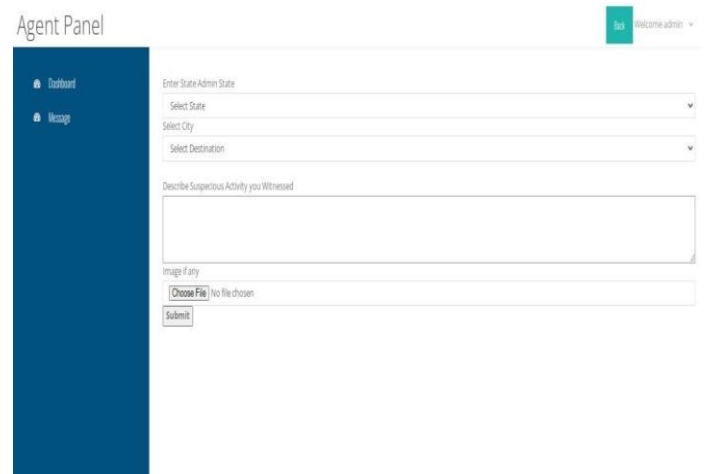 Agent Panel
Back Welcome admin
Dashboard
Message
Enter State Admin State
Select State
Select City
Select Destination
Describe Suspecious Activity you Witnessed
Image if any
Choose File No file chosen
Submit